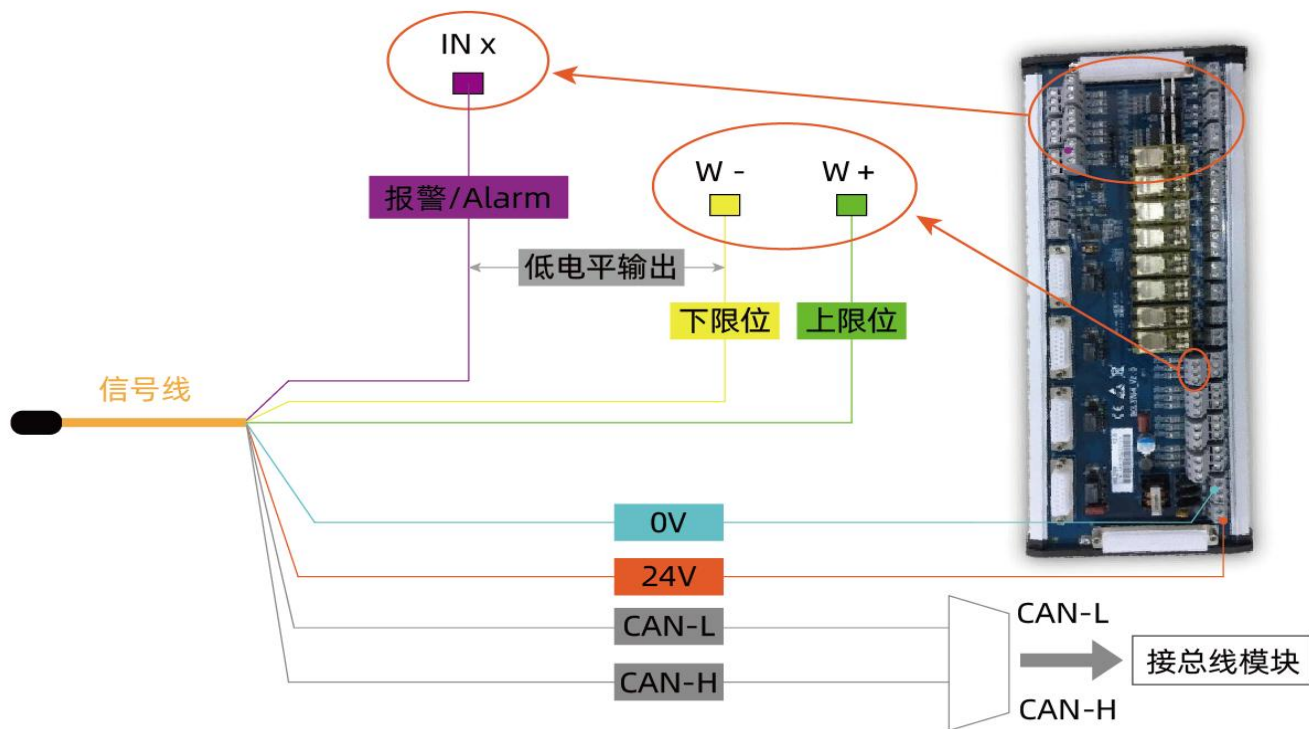 IN x
W -
W +
报警/Alarm
低电平输出
下限位
上限位
信号线
0V
24V
CAN-L
CAN-H
CAN-L
CAN-H
接总线模块